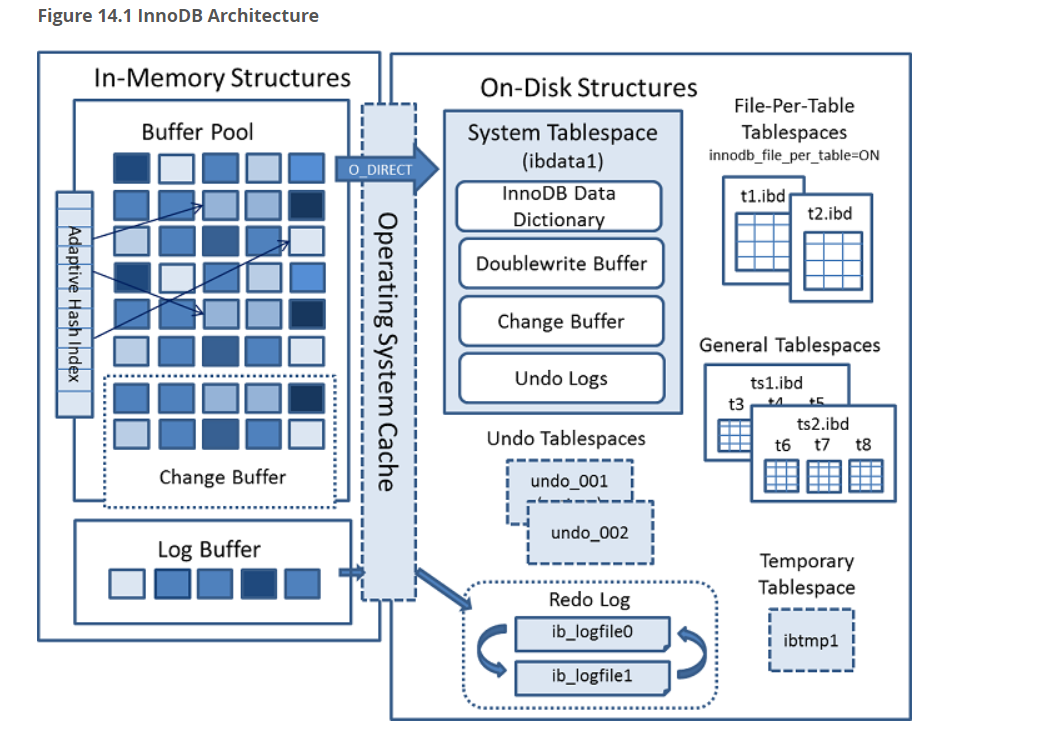 Figure 14.1 InnoDB Architecture
In-Memory Structures
Buffer Pool
Adaptive Hash Index
Change Buffer
Log Buffer
O_DIRECT
Operating System Cache
On-Disk Structures
System Tablespace
(ibdata1)
InnoDB Data
Dictionary
Doublewrite Buffer
Change Buffer
Undo Logs
Undo Tablespaces
undo_001
undo_002
Redo Log
ib_logfile0
ib_logfile1
File-Per-Table
Tablespaces
innodb_file_per_table=ON
t1.ibd
t2.ibd
General Tablespaces
ts1.ibd
t3 t4 t5
ts2.ibd
t6 t7 t8
Temporary
Tablespace
ibtmp1